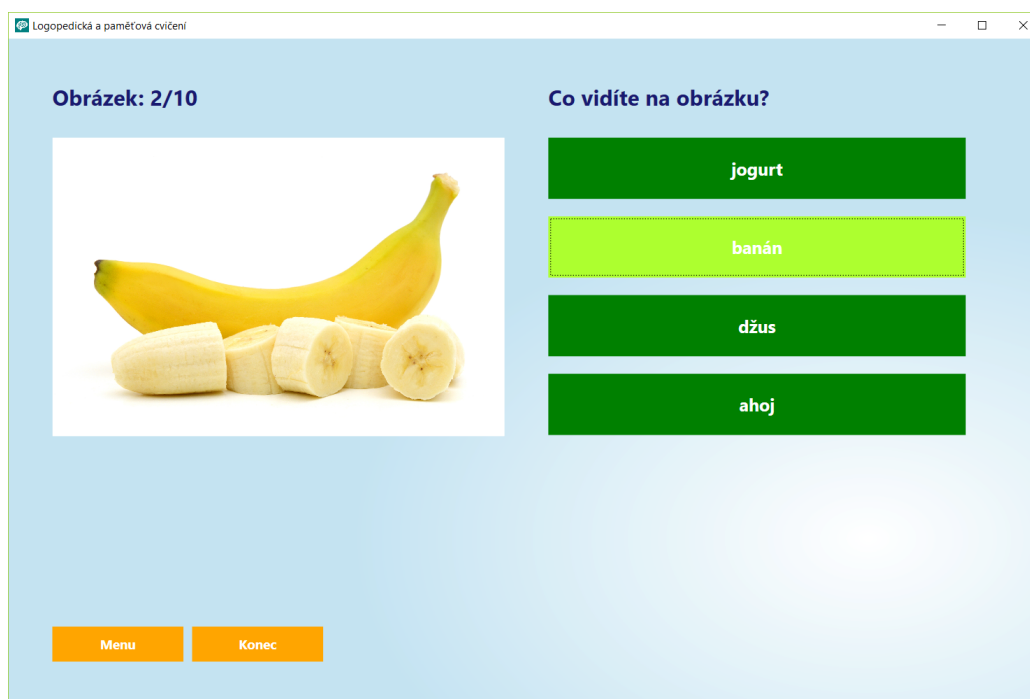 Logopedická a paměťová cvičení
Obrázek: 2/10
Co vidíte na obrázku?
jogurt
banán
džus
ahoj
Menu
Konec